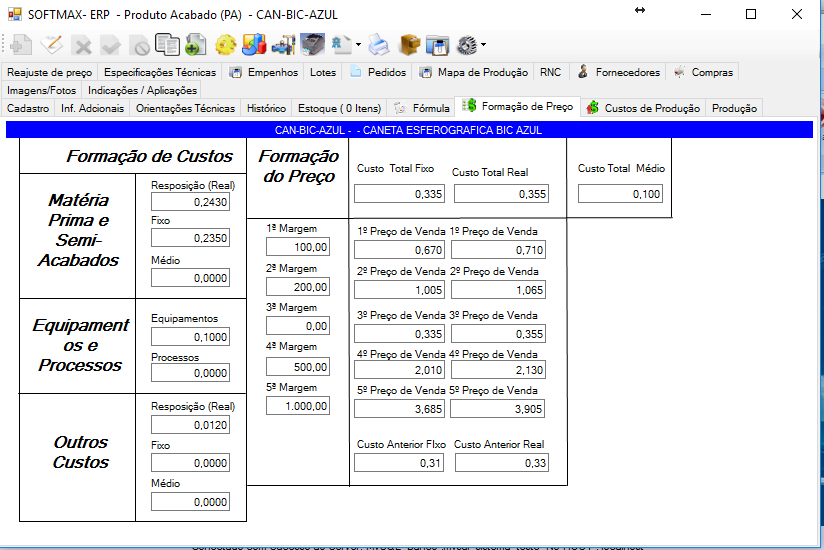 SOFTMAX- ERP - Produto Acabado (PA) - CAN-BIC-AZUL
Reajuste de preço Especificações Técnicas Empenhos Lotes Pedidos Mapa de Produção RNC Fornecedores Compras
Imagens/Fotos Indicações / Aplicações
Cadastro Inf. Adcionais Orientações Técnicas Histórico Estoque ( 0 Itens) Fórmula Formação de Preço Custos de Produção Produção
CAN-BIC-AZUL - - CANETA ESFEROGRAFICA BIC AZUL
Formação de Custos
Matéria
Prima e
Semi-
Acabados
Resposição (Real)
0,2430
Fixo
0,2350
Médio
0,0000
Equipament
os e
Processos
Equipamentos
0,1000
Processos
0,0000
Outros
Custos
Resposição (Real)
0,0120
Fixo
0,0000
Médio
0,0000
Formação
do Preço
1ª Margem
100,00
2ª Margem
200,00
3ª Margem
0,00
4ª Margem
500,00
5ª Margem
1.000,00
Custo Total Fixo Custo Total Real Custo Total Médio
0,335 0,355 0,100
1º Preço de Venda 1º Preço de Venda
0,670 0,710
2º Preço de Venda 2º Preço de Venda
1,005 1,065
3º Preço de Venda 3º Preço de Venda
0,335 0,355
4º Preço de Venda 4º Preço de Venda
2,010 2,130
5º Preço de Venda 5º Preço de Venda
3,685 3,905
Custo Anterior FIxo Custo Anterior Real
0,31 0,33